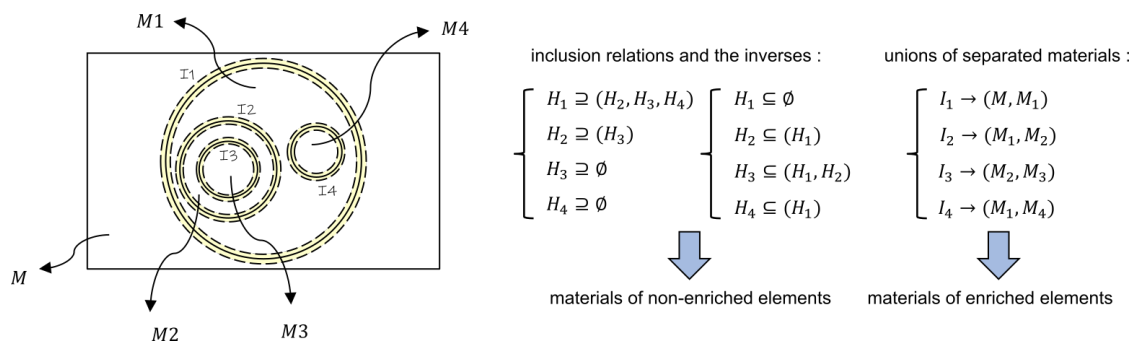 M1
M4
I1
I2
I3
I4
M
M2
M3
inclusion relations and the inverses :
H₁ ⊇ (H₂, H₃, H₄)
H₂ ⊇ (H₃)
H₃ ⊇ ∅
H₄ ⊇ ∅
H₁ ⊆ ∅
H₂ ⊆ (H₁)
H₃ ⊆ (H₁, H₂)
H₄ ⊆ (H₁)
materials of non-enriched elements
unions of separated materials :
I₁ → (M, M₁)
I₂ → (M₁, M₂)
I₃ → (M₂, M₃)
I₄ → (M₁, M₄)
materials of enriched elements